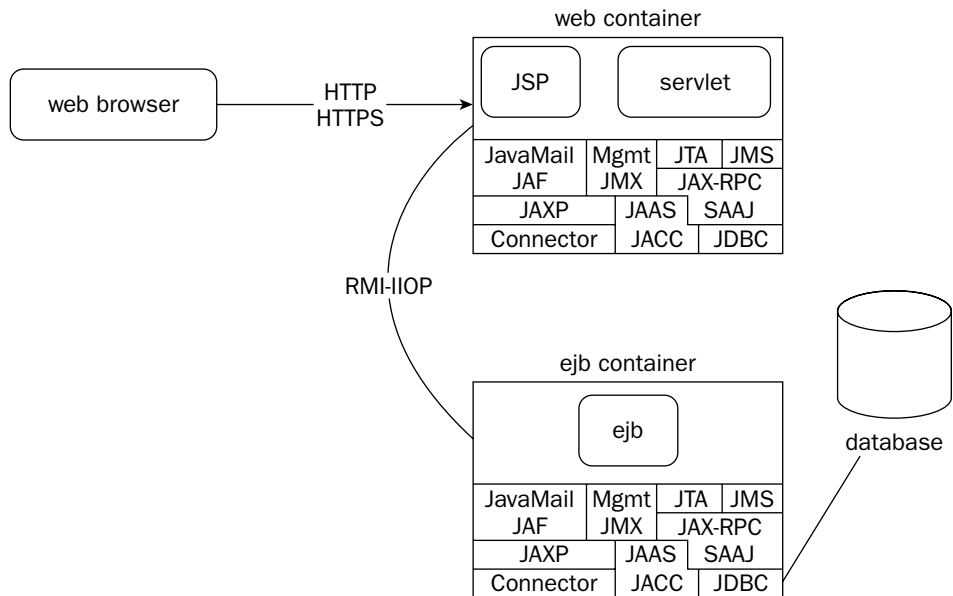 web container
JSP
servlet
web browser
HTTP
HTTPS
JavaMail
JAF
Mgmt
JMX
JTA
JMS
JAX-RPC
JAXP
JAAS
SAAJ
Connector
JACC
JDBC
RMI-IIOP
ejb container
ejb
database
JavaMail
JAF
Mgmt
JMX
JTA
JMS
JAX-RPC
JAXP
JAAS
SAAJ
Connector
JACC
JDBC